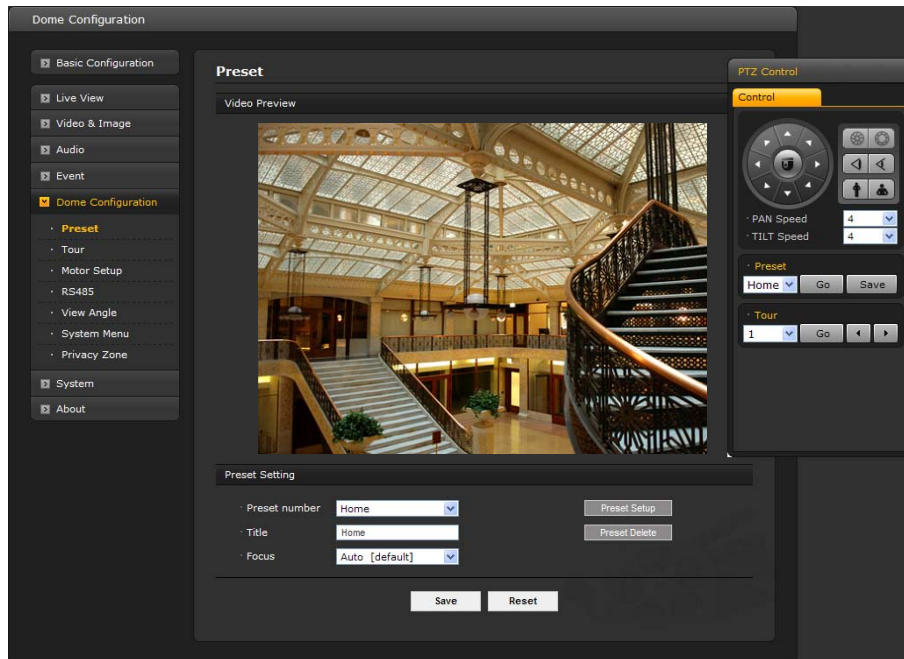 Dome Configuration
Basic Configuration
Live View
Video & Image
Audio
Event
Dome Configuration
· Preset
· Tour
· Motor Setup
· RS485
· View Angle
System Menu
· Privacy Zone
System
About
Preset
Video Preview
Preset Setting
· Preset number Home Preset Setup
· Title Home Preset Delete
· Focus Auto [default]
Save Reset
PTZ Control
Control
· PAN Speed 4
· TILT Speed 4
· Preset
Home Go Save
· Tour
1 Go